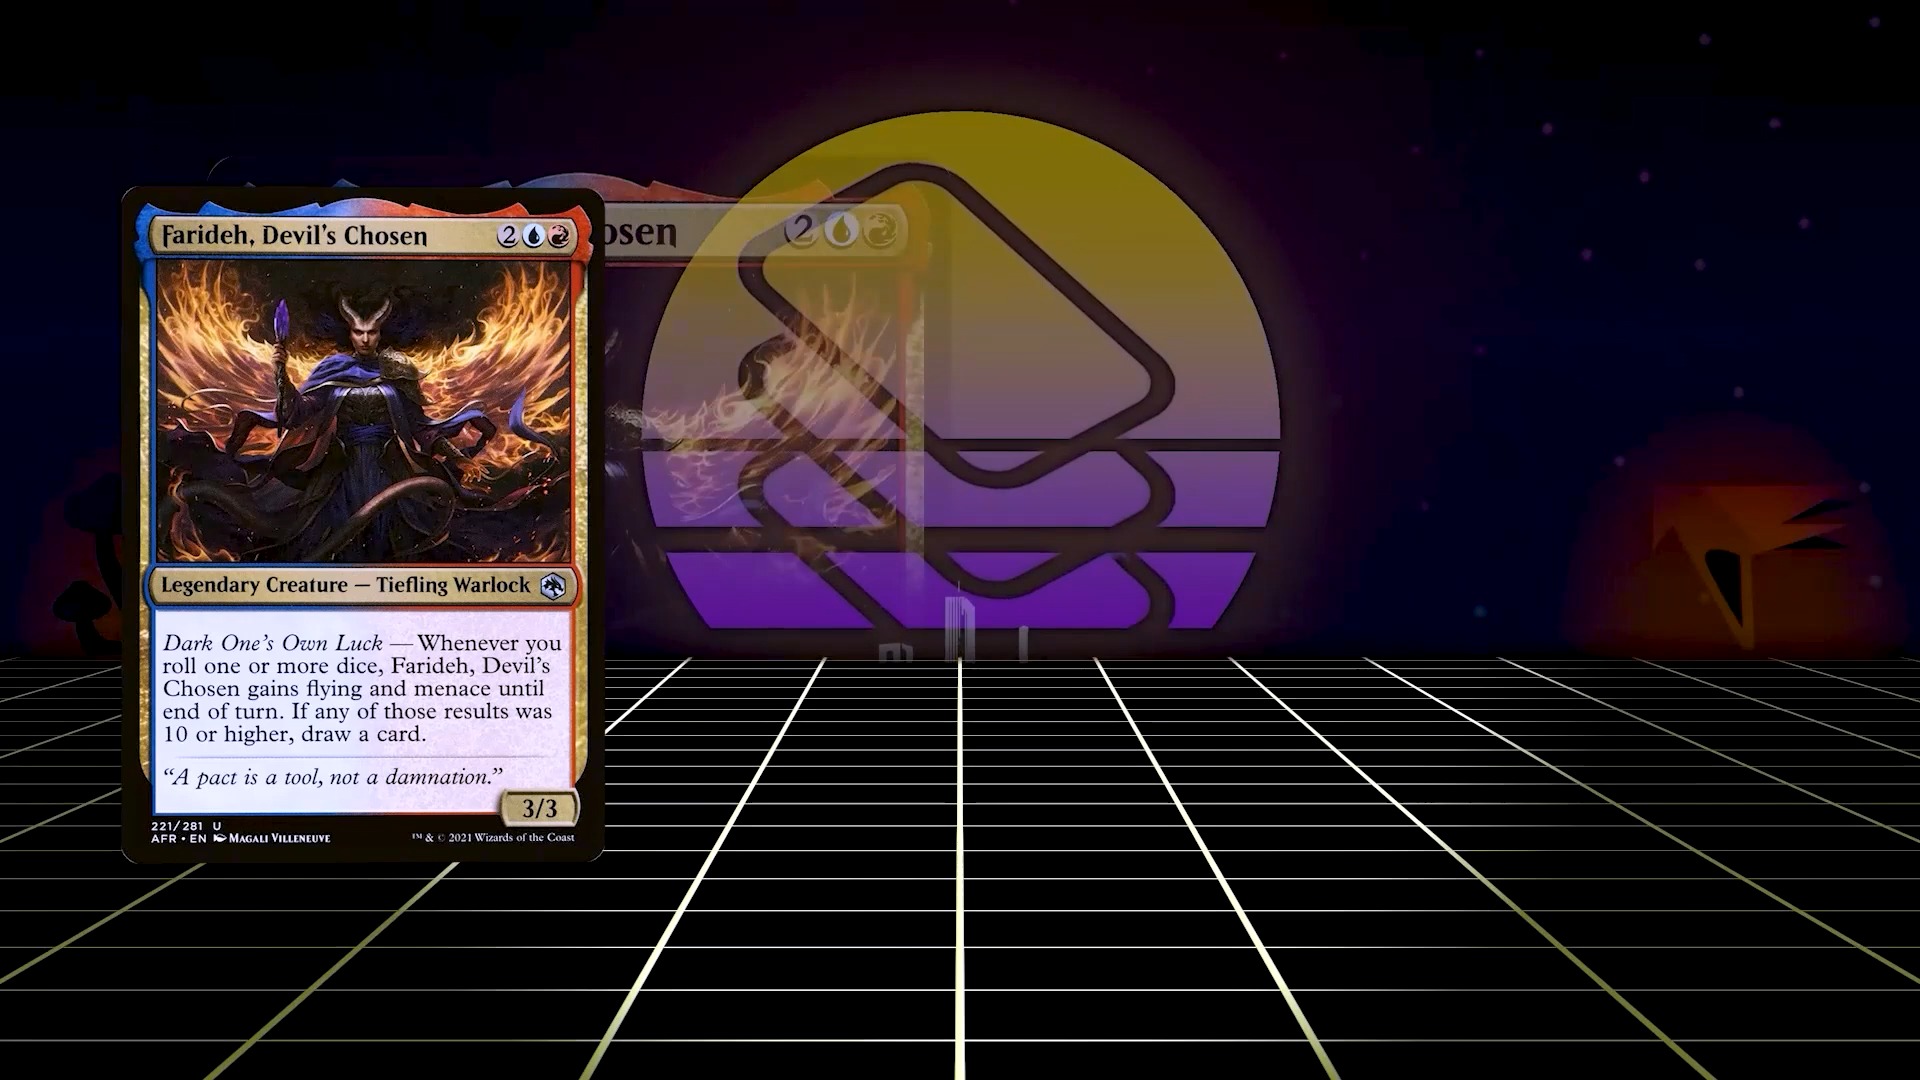 Farideh, Devil's Chosen 2
osen 2
Legendary Creature — Tiefling Warlock
Dark One's Own Luck — Whenever you
roll one or more dice, Farideh, Devil's
Chosen gains flying and menace until
end of turn. If any of those results was
10 or higher, draw a card.
“A pact is a tool, not a damnation.”
3/3
221/281 U
AFR • EN MAGALI VILLENEUVE
™ & © 2021 Wizards of the Coast